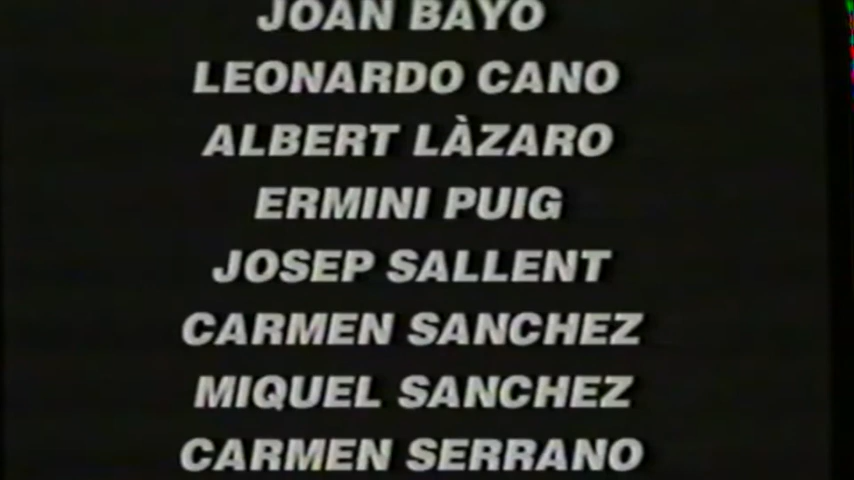 JOAN BAYO
LEONARDO CANO
ALBERT LÀZARO
ERMINI PUIG
JOSEP SALLENT
CARMEN SANCHEZ
MIQUEL SANCHEZ
CARMEN SERRANO